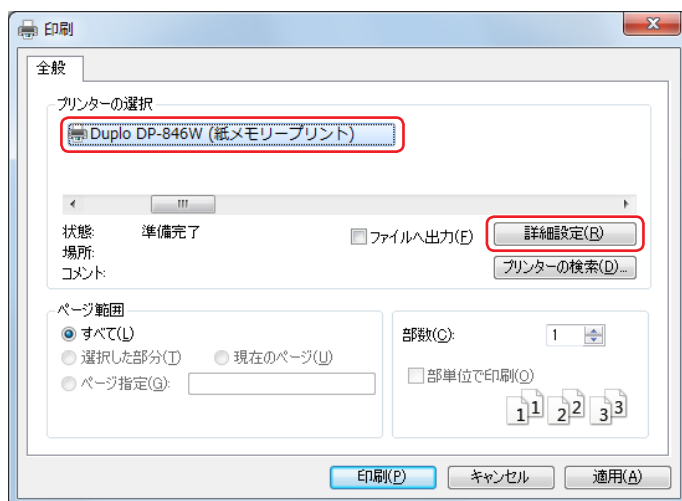 印刷
全般
プリンターの選択
Duplo DP-846W (紙メモリープリント)
状態: 準備完了
場所:
コメント:
ファイルへ出力(F)
詳細設定(R)
プリンターの検索(D)...
ページ範囲
すべて(L)
選択した部分(T) 現在のページ(U)
ページ指定(G):
部数(C): 1
部単位で印刷(O)
1 1 2 2 3 3
印刷(P) キャンセル 適用(A)